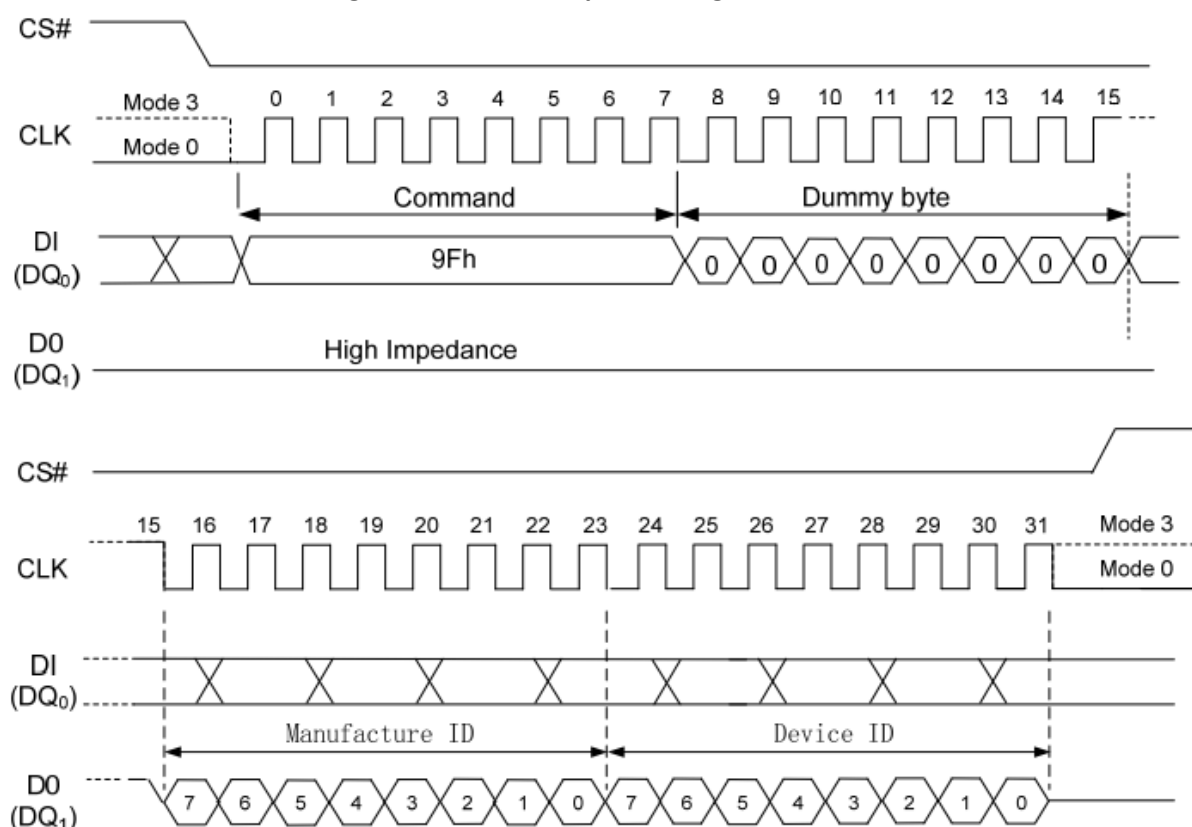 CS#
Mode 3
0 1 2 3 4 5 6 7 8 9 10 11 12 13 14 15
CLK
Mode 0
Command
Dummy byte
DI
(DQ0)
9Fh
0 0 0 0 0 0 0 0
D0
(DQ1)
High Impedance
CS#
15 16 17 18 19 20 21 22 23 24 25 26 27 28 29 30 31
Mode 3
CLK
Mode 0
DI
(DQ0)
Manufacture ID
Device ID
D0
(DQ1)
7 6 5 4 3 2 1 0 7 6 5 4 3 2 1 0